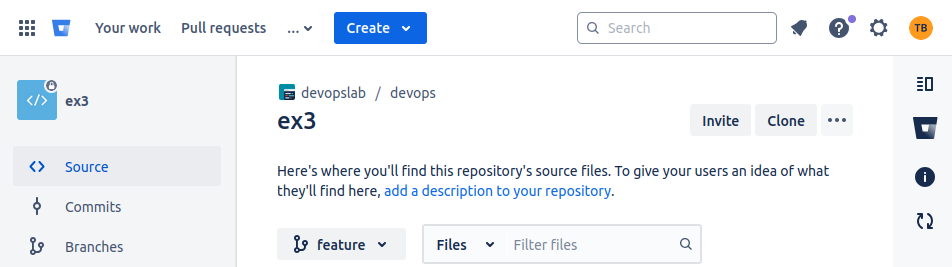 Your work Pull requests ... Create Search TB
ex3
Source
Commits
Branches
devopslab / devops
ex3
Invite Clone
Here's where you'll find this repository's source files. To give your users an idea of what
they'll find here, add a description to your repository.
feature Files Filter files